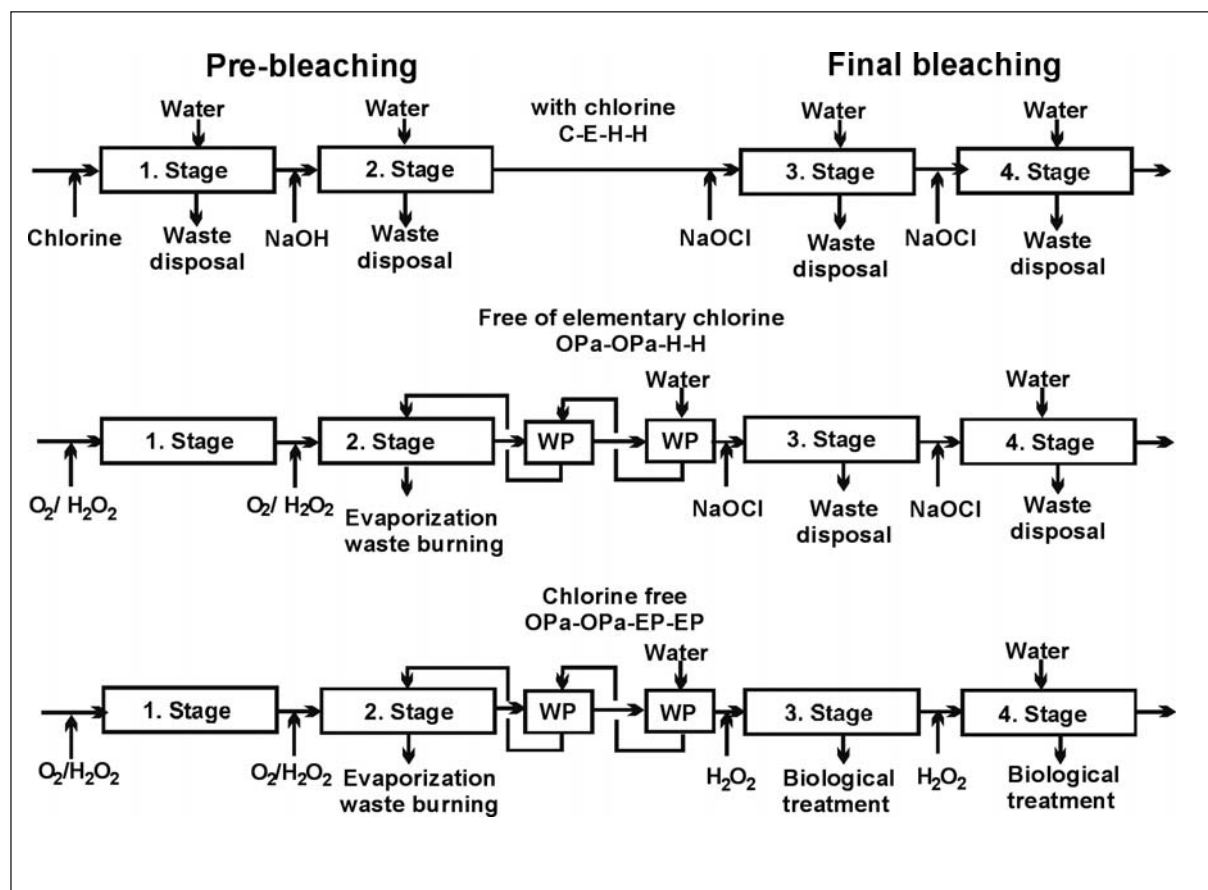 Pre-bleaching
Final bleaching
with chlorine
C-E-H-H
Water
Water
Water
Water
1. Stage
2. Stage
3. Stage
4. Stage
Chlorine
Waste
disposal
NaOH
Waste
disposal
NaOCl
Waste
disposal
NaOCl
Waste
disposal
Free of elementary chlorine
OPa-OPa-H-H
Water
Water
1. Stage
2. Stage
WP
WP
3. Stage
4. Stage
O₂/ H₂O₂
O₂/ H₂O₂
Evaporization
waste burning
NaOCl
Waste
disposal
NaOCl
Waste
disposal
Chlorine free
OPa-OPa-EP-EP
Water
Water
1. Stage
2. Stage
WP
WP
3. Stage
4. Stage
O₂/H₂O₂
O₂/H₂O₂
Evaporization
waste burning
H₂O₂
Biological
treatment
H₂O₂
Biological
treatment